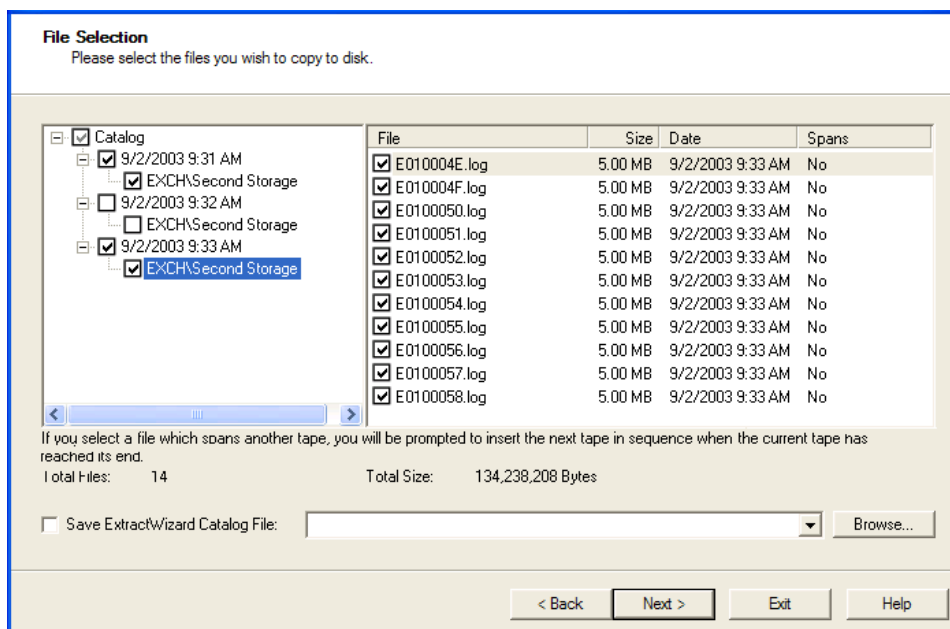 File Selection
Please select the files you wish to copy to disk.
Catalog
9/2/2003 9:31 AM
EXCH\Second Storage
9/2/2003 9:32 AM
EXCH\Second Storage
9/2/2003 9:33 AM
EXCH\Second Storage
File Size Date Spans
E010004E.log 5.00 MB 9/2/2003 9:33 AM No
E010004F.log 5.00 MB 9/2/2003 9:33 AM No
E0100050.log 5.00 MB 9/2/2003 9:33 AM No
E0100051.log 5.00 MB 9/2/2003 9:33 AM No
E0100052.log 5.00 MB 9/2/2003 9:33 AM No
E0100053.log 5.00 MB 9/2/2003 9:33 AM No
E0100054.log 5.00 MB 9/2/2003 9:33 AM No
E0100055.log 5.00 MB 9/2/2003 9:33 AM No
E0100056.log 5.00 MB 9/2/2003 9:33 AM No
E0100057.log 5.00 MB 9/2/2003 9:33 AM No
E0100058.log 5.00 MB 9/2/2003 9:33 AM No
If you select a file which spans another tape, you will be prompted to insert the next tape in sequence when the current tape has
reached its end.
Total Files: 14 Total Size: 134,238,208 Bytes
Save ExtractWizard Catalog File: Browse...
< Back Next > Exit Help